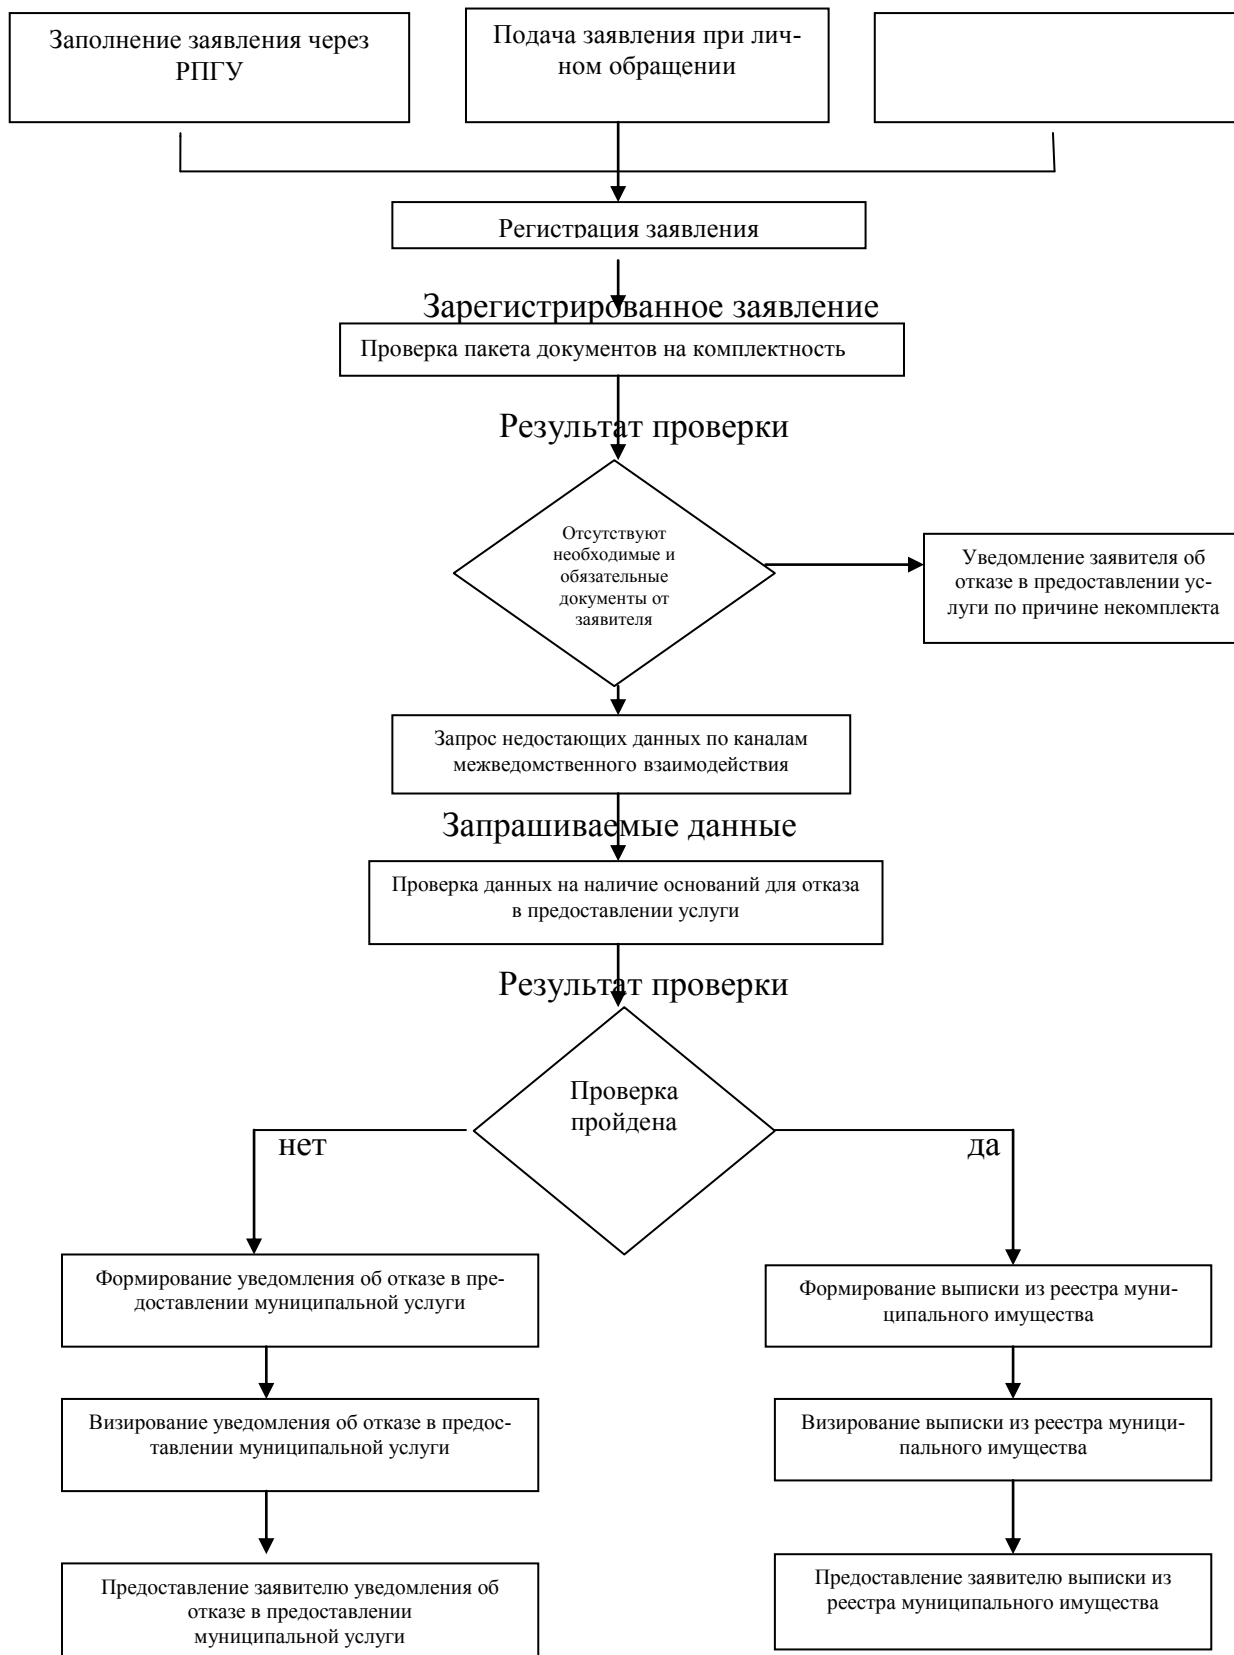 Заполнение заявления через
РПГУ
Подача заявления при лич-
ном обращении
Регистрация заявления
Зарегистрированное заявление
Проверка пакета документов на комплектность
Результат проверки
Отсутствуют
необходимые и
обязательные
документы от
заявителя
Уведомление заявителя об
отказе в предоставлении ус-
луги по причине некомплекта
Запрос недостающих данных по каналам
межведомственного взаимодействия
Запрашиваемые данные
Проверка данных на наличие оснований для отказа
в предоставлении услуги
Результат проверки
Проверка
пройдена
нет
да
Формирование уведомления об отказе в пре-
доставлении муниципальной услуги
Формирование выписки из реестра муни-
ципального имущества
Визирование уведомления об отказе в предос-
тавлении муниципальной услуги
Визирование выписки из реестра муници-
пального имущества
Предоставление заявителю уведомления об
отказе в предоставлении
муниципальной услуги
Предоставление заявителю выписки из
реестра муниципального имущества